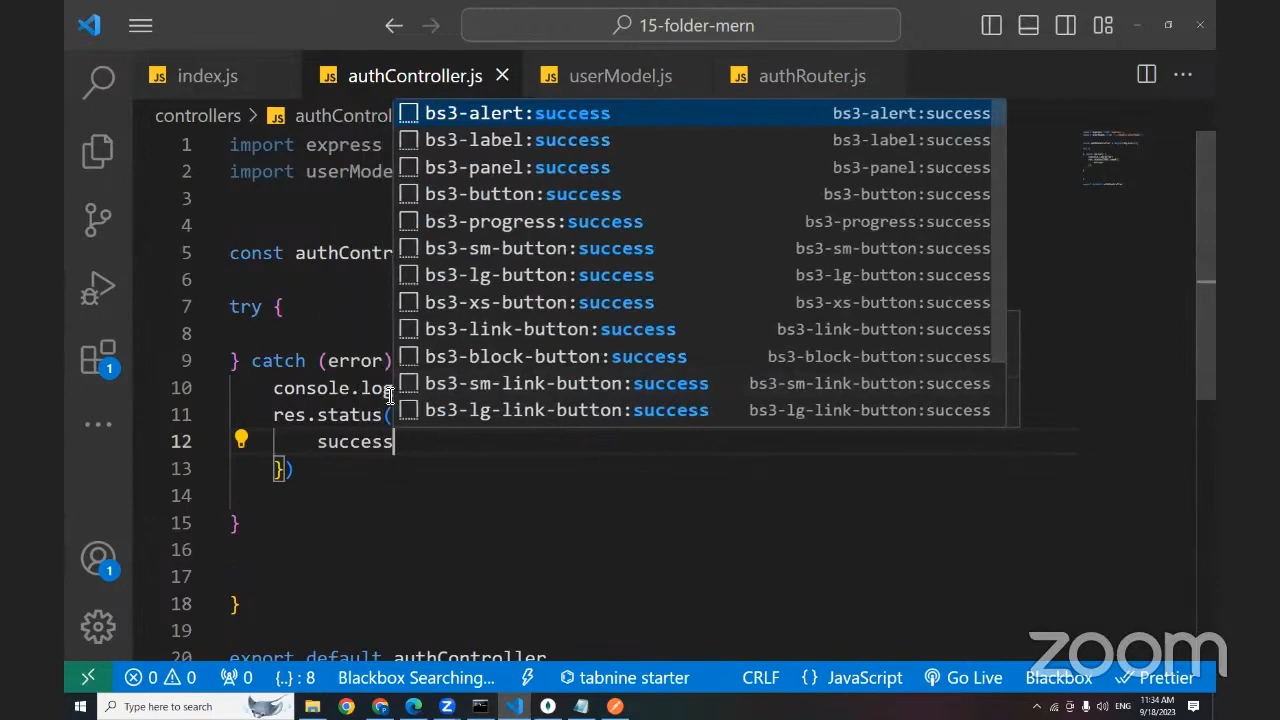 15-folder-mern
index.js
authController.js
userModel.js
authRouter.js
controllers > authControl
1 import express
2 import userMode
3
4
5 const authContr
6
7 try {
8
9 } catch (error)
10 console.log
11 res.status(
12 success
13 })
14
15 }
16
17
18 }
19
20 export default authController
bs3-alert:success bs3-alert:success
bs3-label:success bs3-label:success
bs3-panel:success bs3-panel:success
bs3-button:success bs3-button:success
bs3-progress:success bs3-progress:success
bs3-sm-button:success bs3-sm-button:success
bs3-lg-button:success bs3-lg-button:success
bs3-xs-button:success bs3-xs-button:success
bs3-link-button:success bs3-link-button:success
bs3-block-button:success bs3-block-button:success
bs3-sm-link-button:success bs3-sm-link-button:success
bs3-lg-link-button:success bs3-lg-link-button:success
1
1
zoom
0 0 0 {..} : 8 Blackbox Searching... tabnine starter CRLF { } JavaScript Go Live Blackbox Prettier
Type here to search
ENG
11:34 AM
9/18/2023